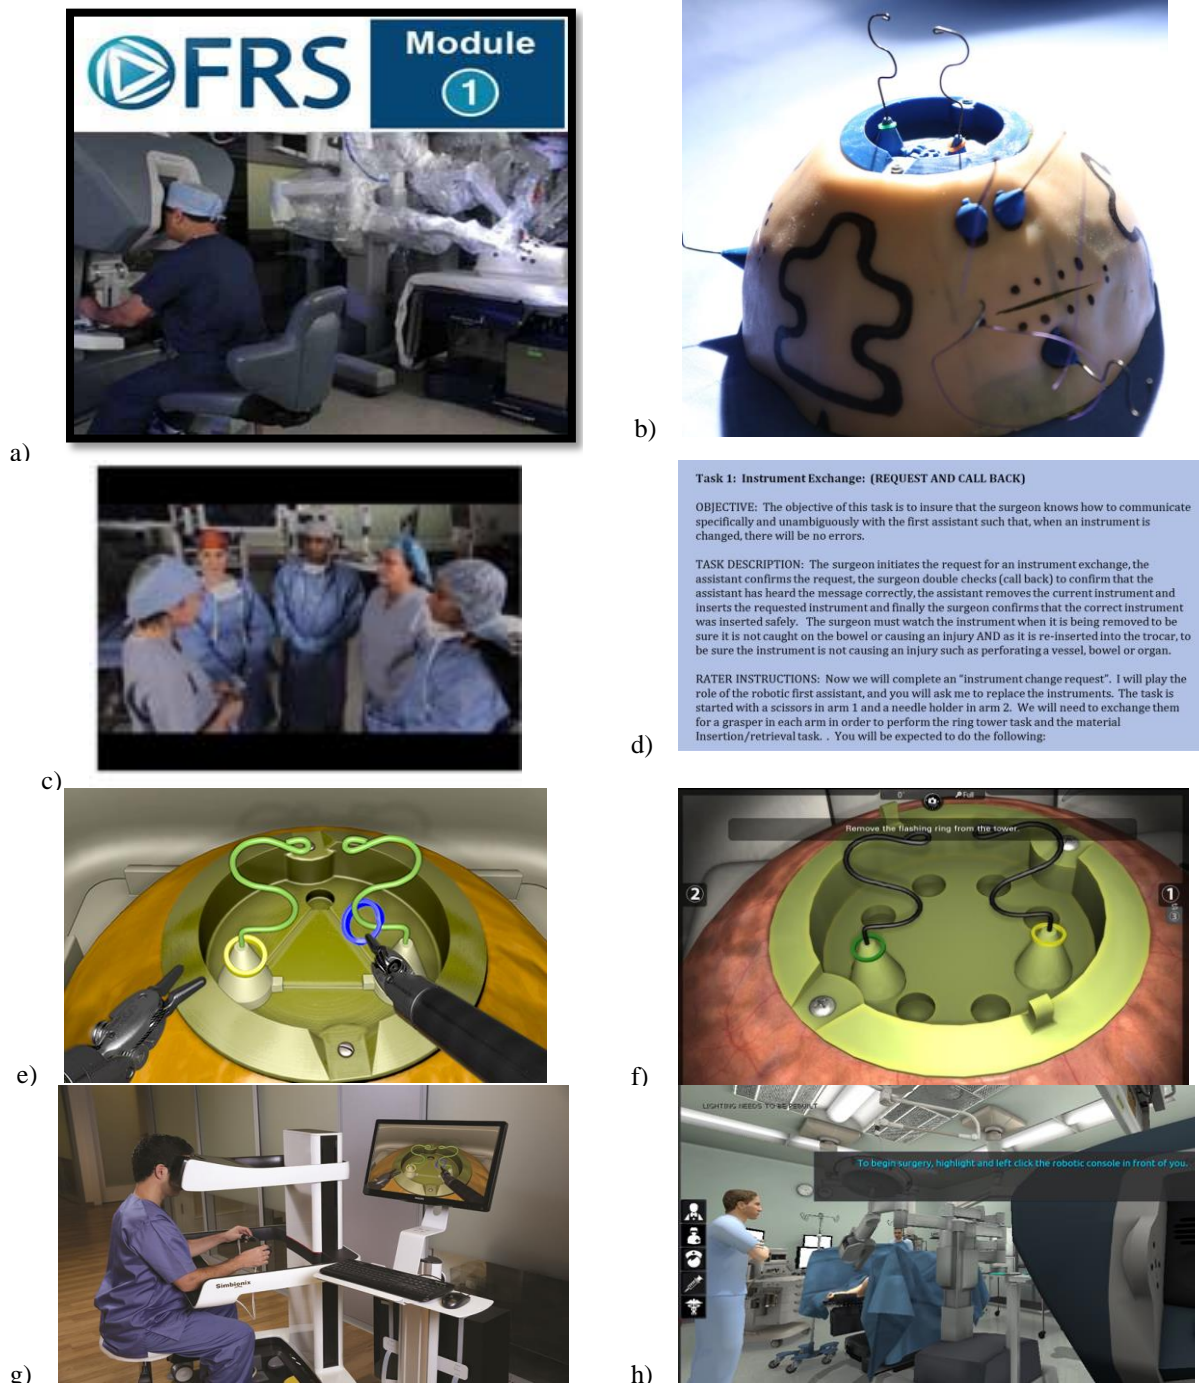 FRS
Module
1
a)
b)
c)
Task 1: Instrument Exchange: (REQUEST AND CALL BACK)
OBJECTIVE: The objective of this task is to insure that the surgeon knows how to communicate
specifically and unambiguously with the first assistant such that, when an instrument is
changed, there will be no errors.
TASK DESCRIPTION: The surgeon initiates the request for an instrument exchange, the
assistant confirms the request, the surgeon double checks (call back) to confirm that the
assistant has heard the message correctly, the assistant removes the current instrument and
inserts the requested instrument and finally the surgeon confirms that the correct instrument
was inserted safely. The surgeon must watch the instrument when it is being removed to be
sure it is not caught on the bowel or causing an injury AND as it is re-inserted into the trocar, to
be sure the instrument is not causing an injury such as perforating a vessel, bowel or organ.
RATER INSTRUCTIONS: Now we will complete an "instrument change request". I will play the
role of the robotic first assistant, and you will ask me to replace the instruments. The task is
started with a scissors in arm 1 and a needle holder in arm 2. We will need to exchange them
for a grasper in each arm in order to perform the ring tower task and the material
Insertion/retrieval task. . You will be expected to do the following:
d)
e)
0° Full
Remove the flashing ring from the tower.
2
1
3
f)
Simbionix
g)
LIGHTING NEEDS TO BE REBUILT
To begin surgery, highlight and left click the robotic console in front of you.
h)